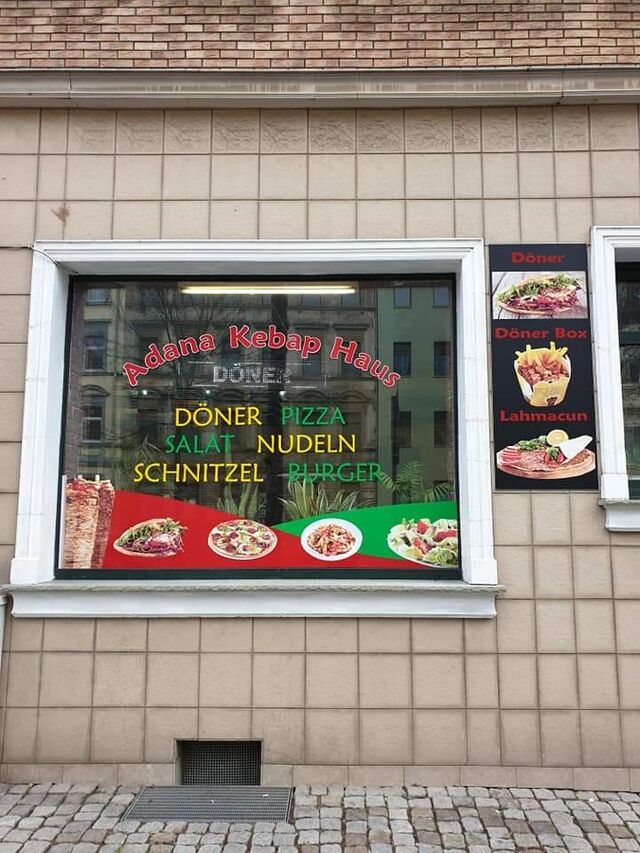 Adana Kebap Haus
DÖNER
DÖNER PIZZA
SALAT NUDELN
SCHNITZEL BURGER
Döner
Döner Box
Lahmacun